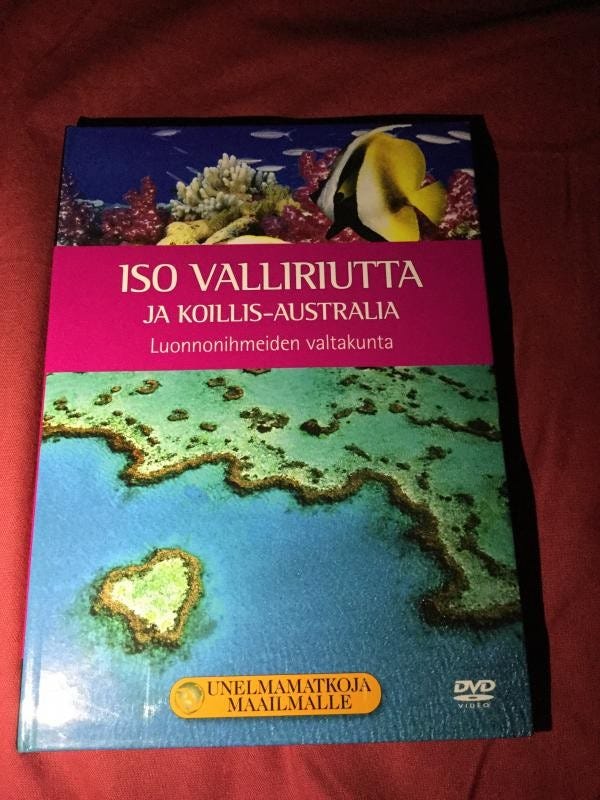 ISO VALLIRIUTTA
JA KOILLIS-AUSTRALIA
Luonnonihmeiden valtakunta
UNELMAMATKOJA
MAAILMALLE
DVD
VIDEO